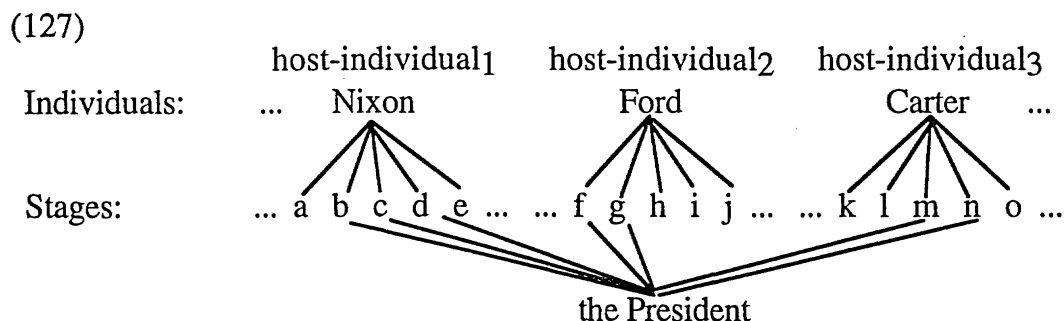 (127)
host-individual1 host-individual2 host-individual3
Individuals: ... Nixon Ford Carter ...
Stages: ... a b c d e ... ... f g h i j ... ... k l m n o ...
the President